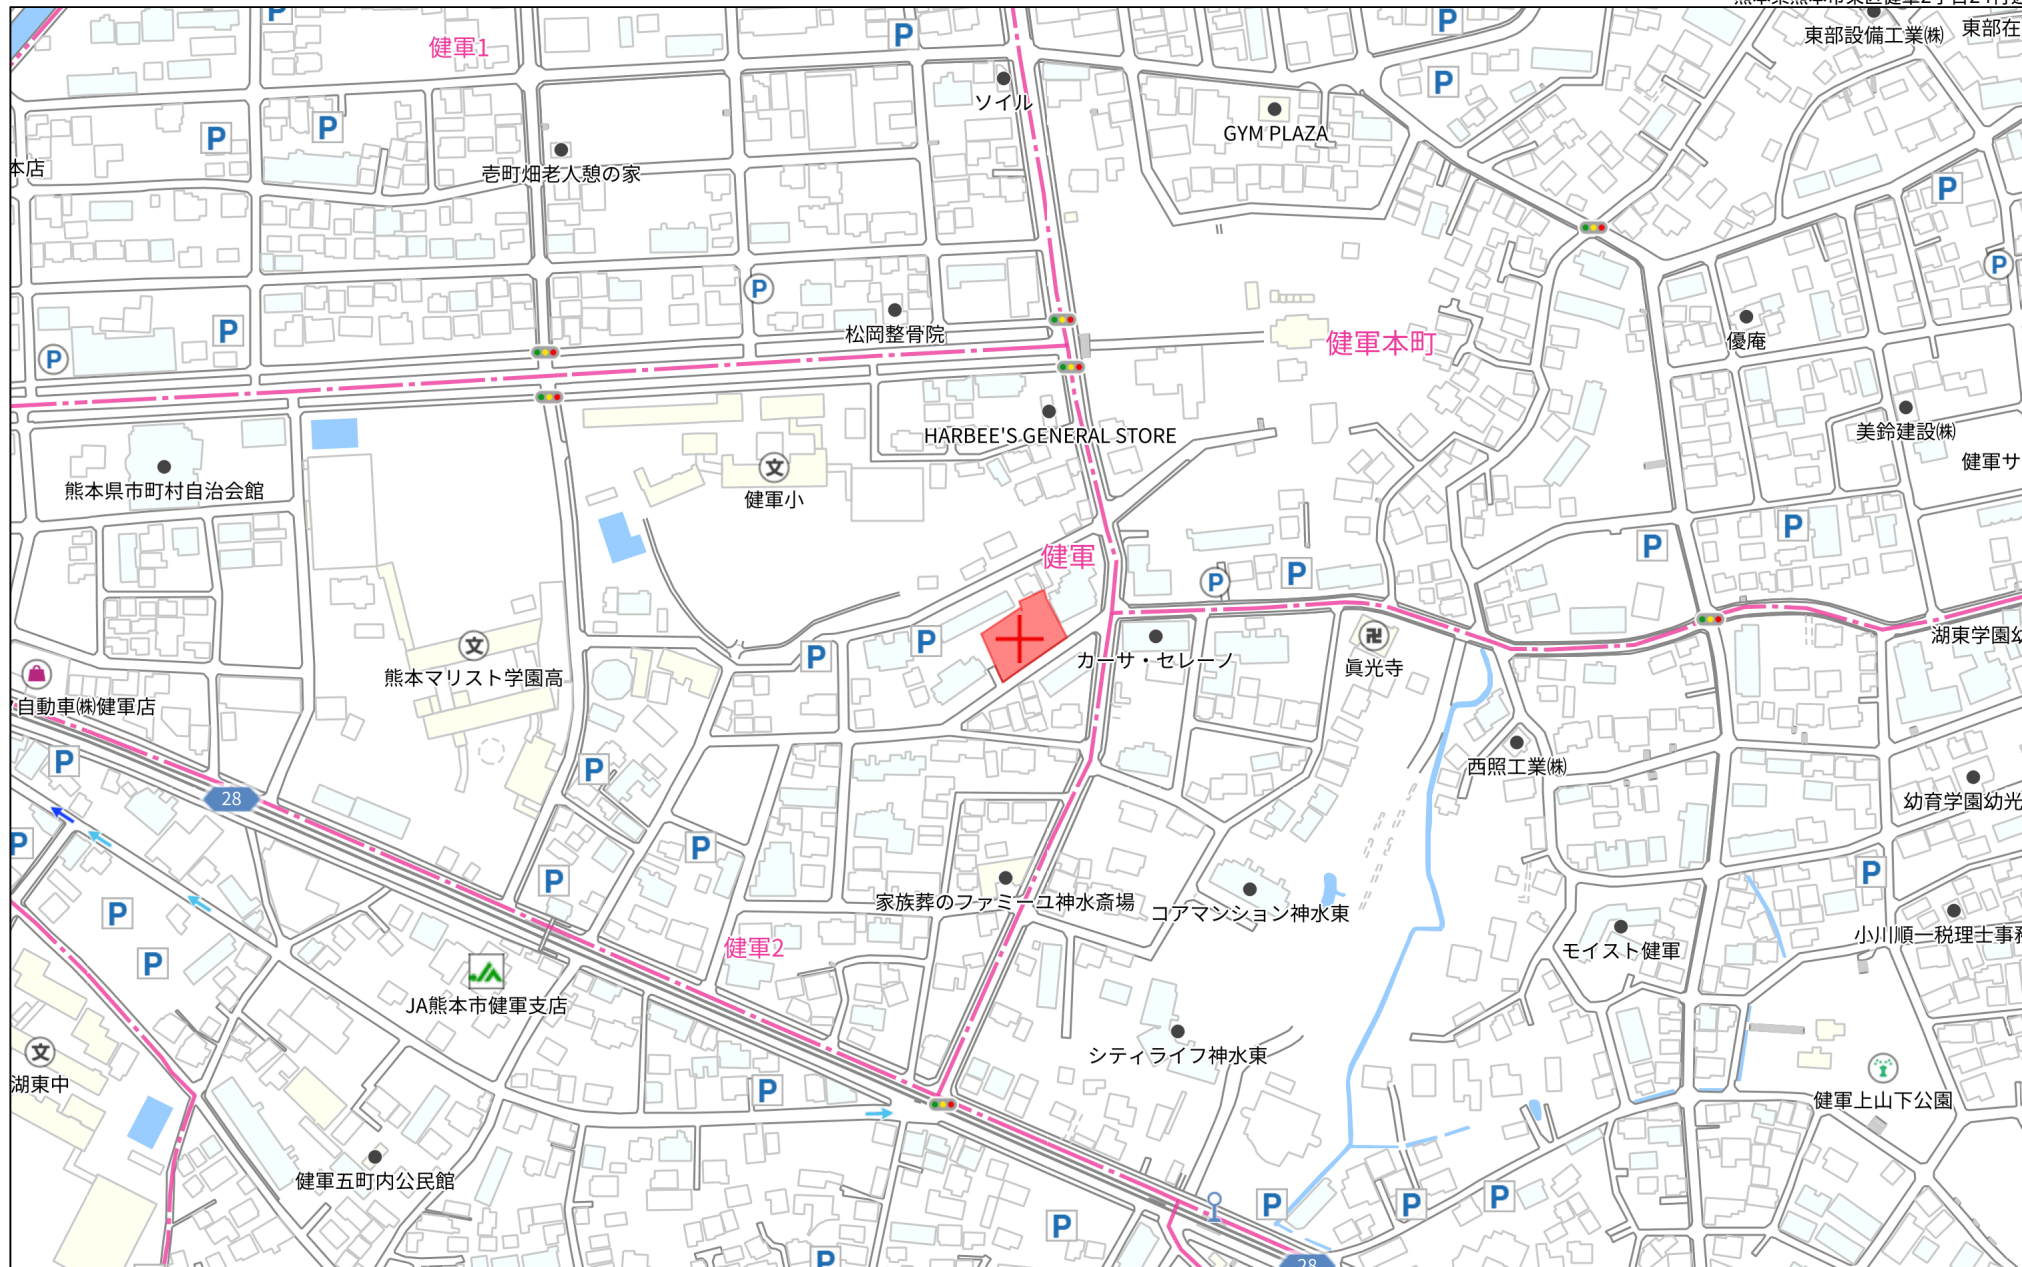 東部設備工業㈱
東部在
健軍1
P
P
P
P
ソイル
GYM PLAZA
P
P
本店
壱町畑老人憩の家
P
P
P
P
P
松岡整骨院
健軍本町
優庵
P
HARBEE'S GENERAL STORE
美鈴建設㈱
健軍サ
熊本県市町村自治会館
文
健軍小
P
P
健軍
P
P
文
P
P
カーサ・セレーノ
卍
眞光寺
湖東学園幼
熊本マリスト学園高
自動車㈱健軍店
P
P
西照工業㈱
28
幼育学園幼光
P
P
P
P
家族葬のファミーユ神水斎場
コアマンション神水東
P
健軍2
モイスト健軍
小川順一税理士事務
P
JA熊本市健軍支店
文
湖東中
シティライフ神水東
P
健軍上山下公園
健軍五町内公民館
P
P
P
P
P
28